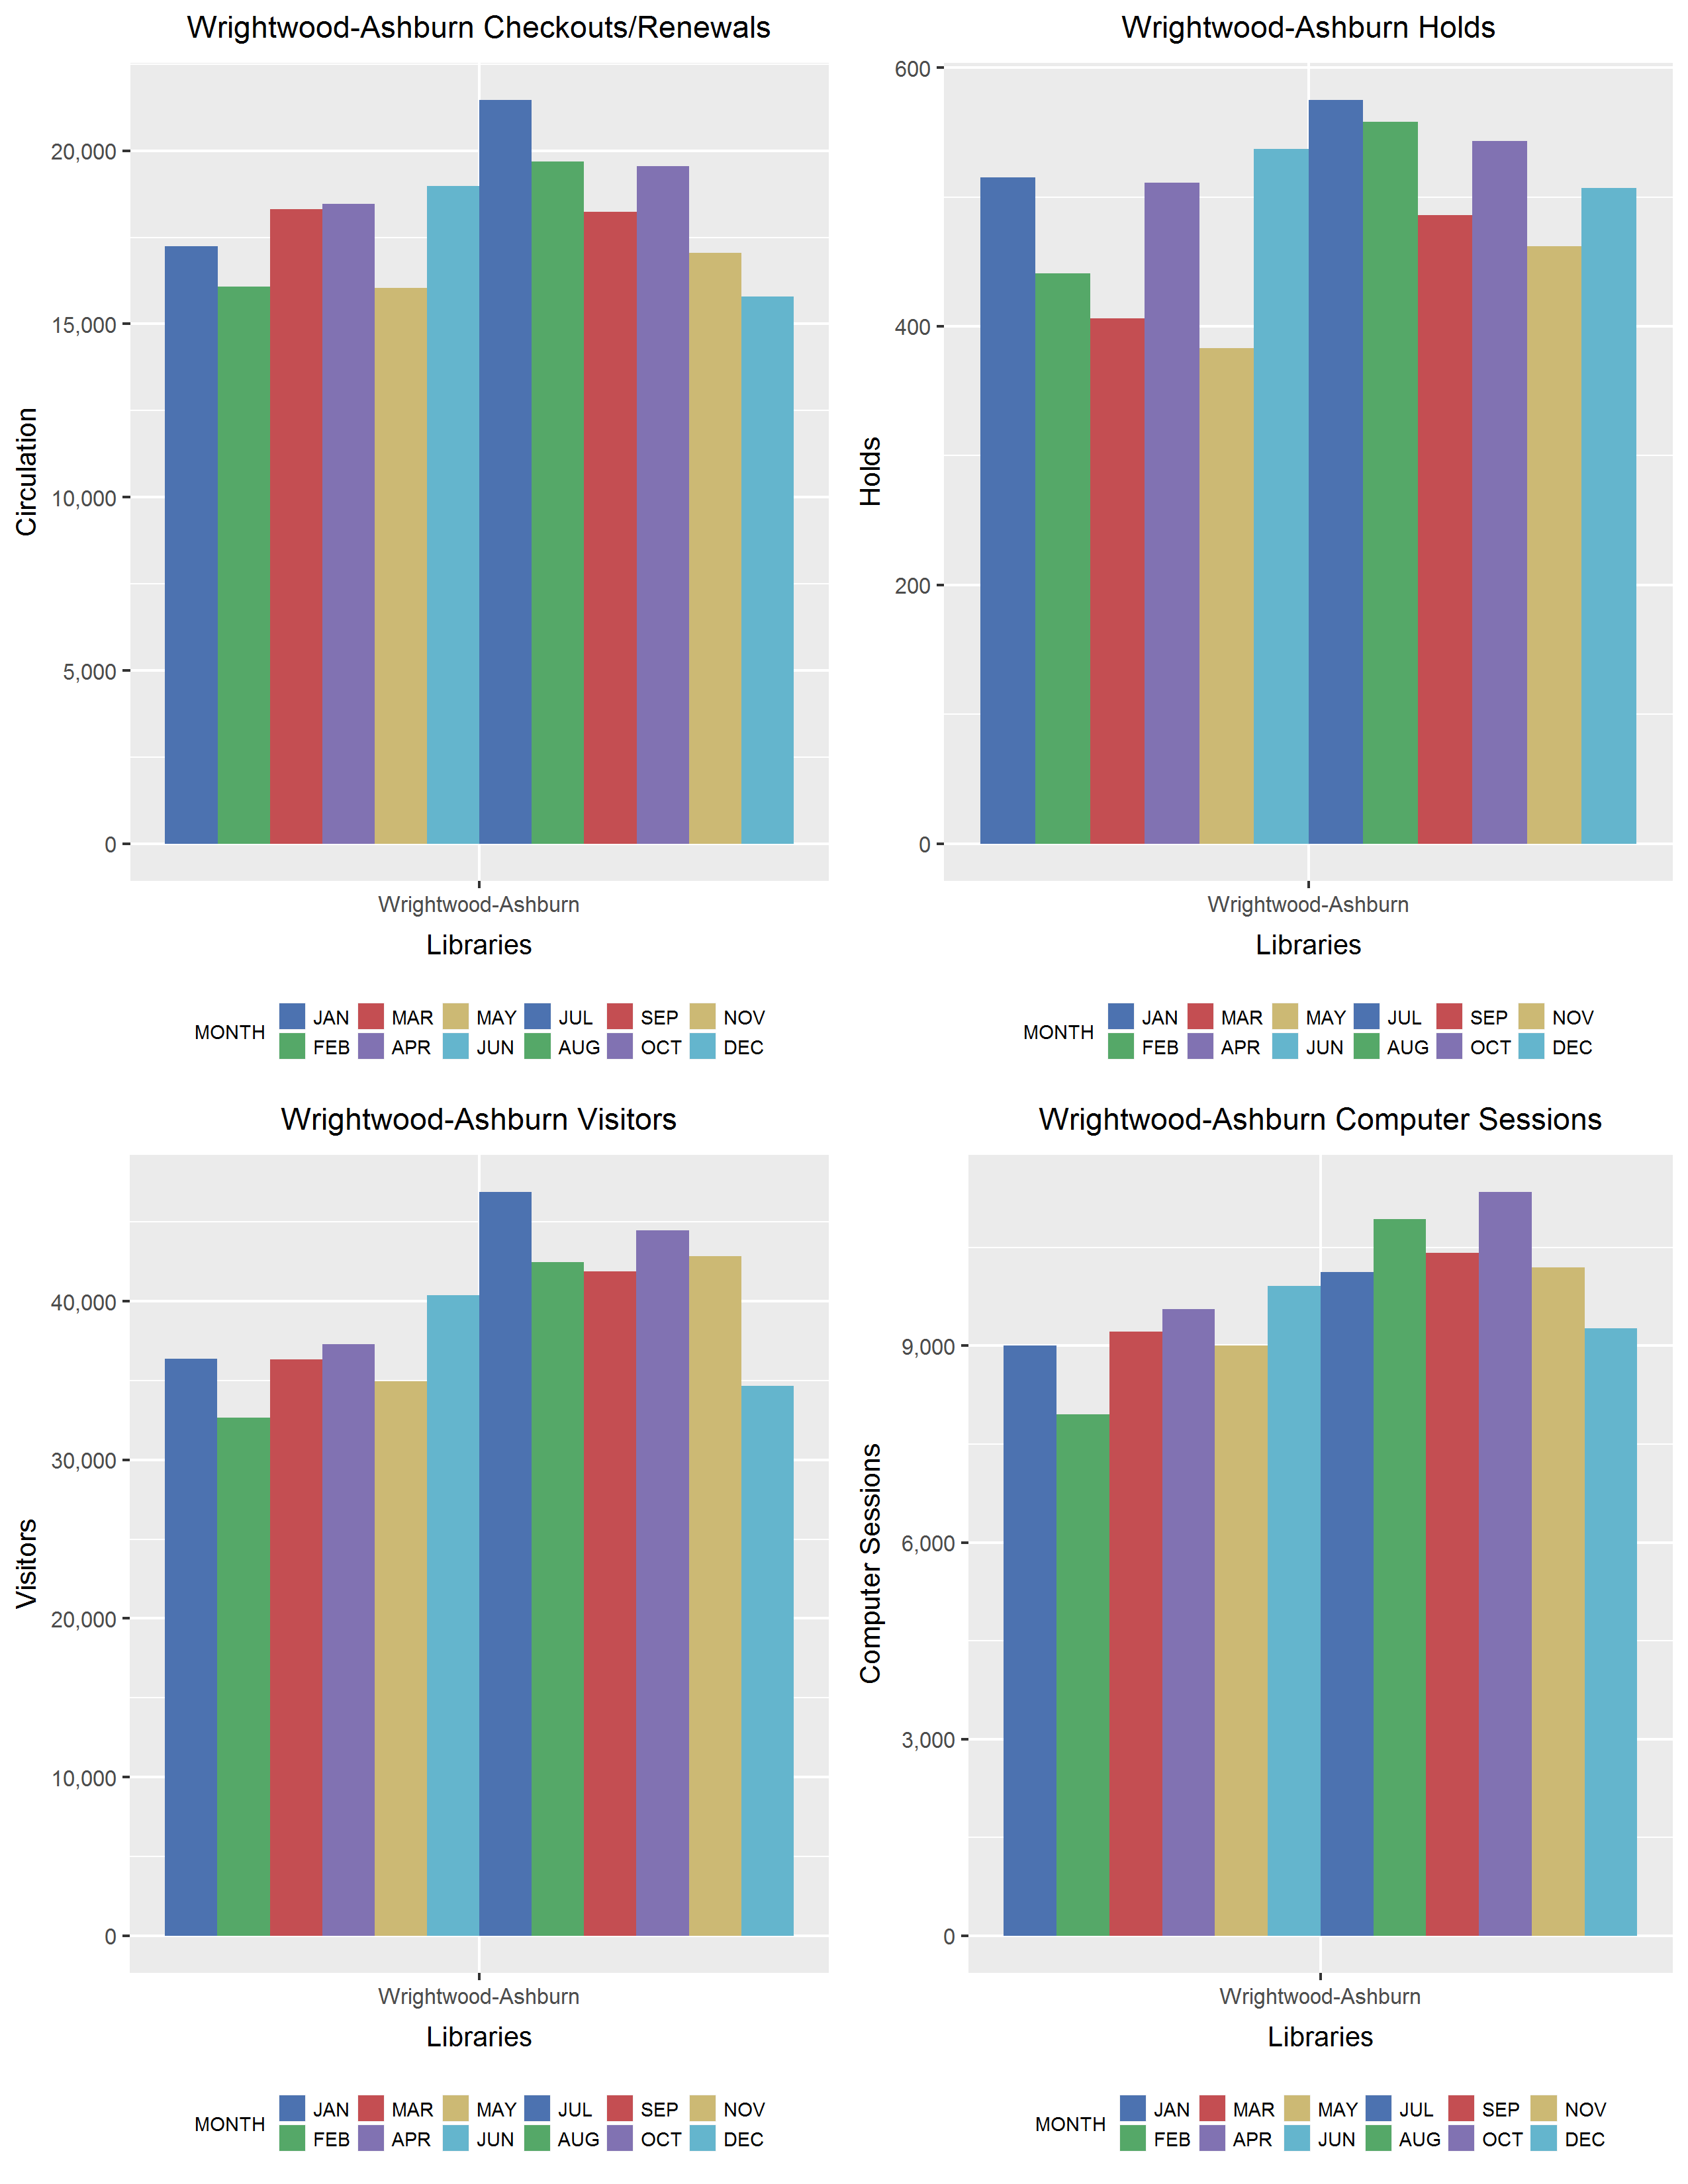 Wrightwood-Ashburn Checkouts/Renewals
Circulation
20,000
15,000
10,000
5,000
0
Wrightwood-Ashburn
Libraries
MONTH
JAN MAR MAY JUL SEP NOV
FEB APR JUN AUG OCT DEC
Wrightwood-Ashburn Holds
Holds
600
400
200
0
Wrightwood-Ashburn
Libraries
MONTH
JAN MAR MAY JUL SEP NOV
FEB APR JUN AUG OCT DEC
Wrightwood-Ashburn Visitors
Visitors
40,000
30,000
20,000
10,000
0
Wrightwood-Ashburn
Libraries
MONTH
JAN MAR MAY JUL SEP NOV
FEB APR JUN AUG OCT DEC
Wrightwood-Ashburn Computer Sessions
Computer Sessions
9,000
6,000
3,000
0
Wrightwood-Ashburn
Libraries
MONTH
JAN MAR MAY JUL SEP NOV
FEB APR JUN AUG OCT DEC